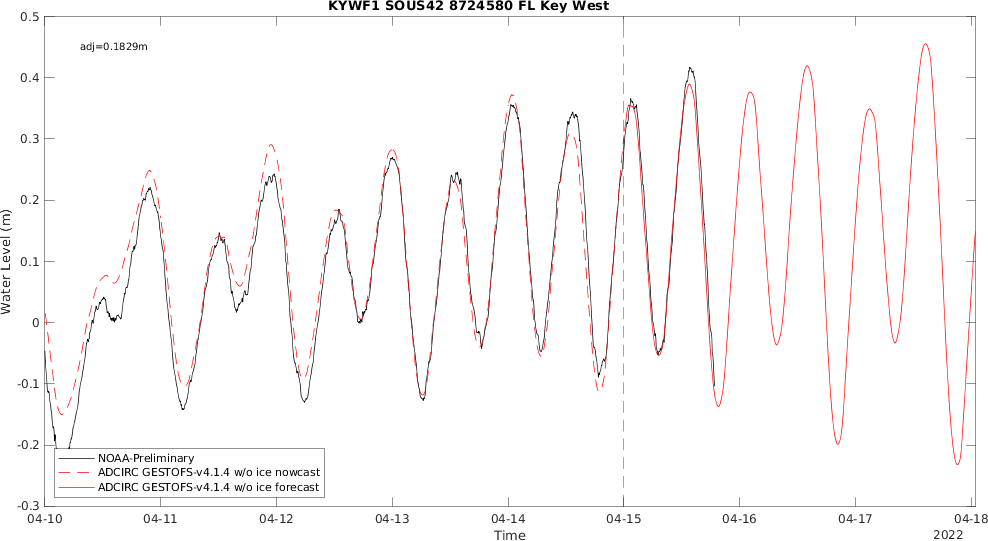 KYWF1 SOUS42 8724580 FL Key West
adj=0.1829m
0.5
0.4
0.3
0.2
0.1
0
-0.1
-0.2
-0.3
Water Level (m)
NOAA-Preliminary
ADCIRC GESTOFS-v4.1.4 w/o ice nowcast
ADCIRC GESTOFS-v4.1.4 w/o ice forecast
04-10 04-11 04-12 04-13 04-14 04-15 04-16 04-17 04-18
Time
2022